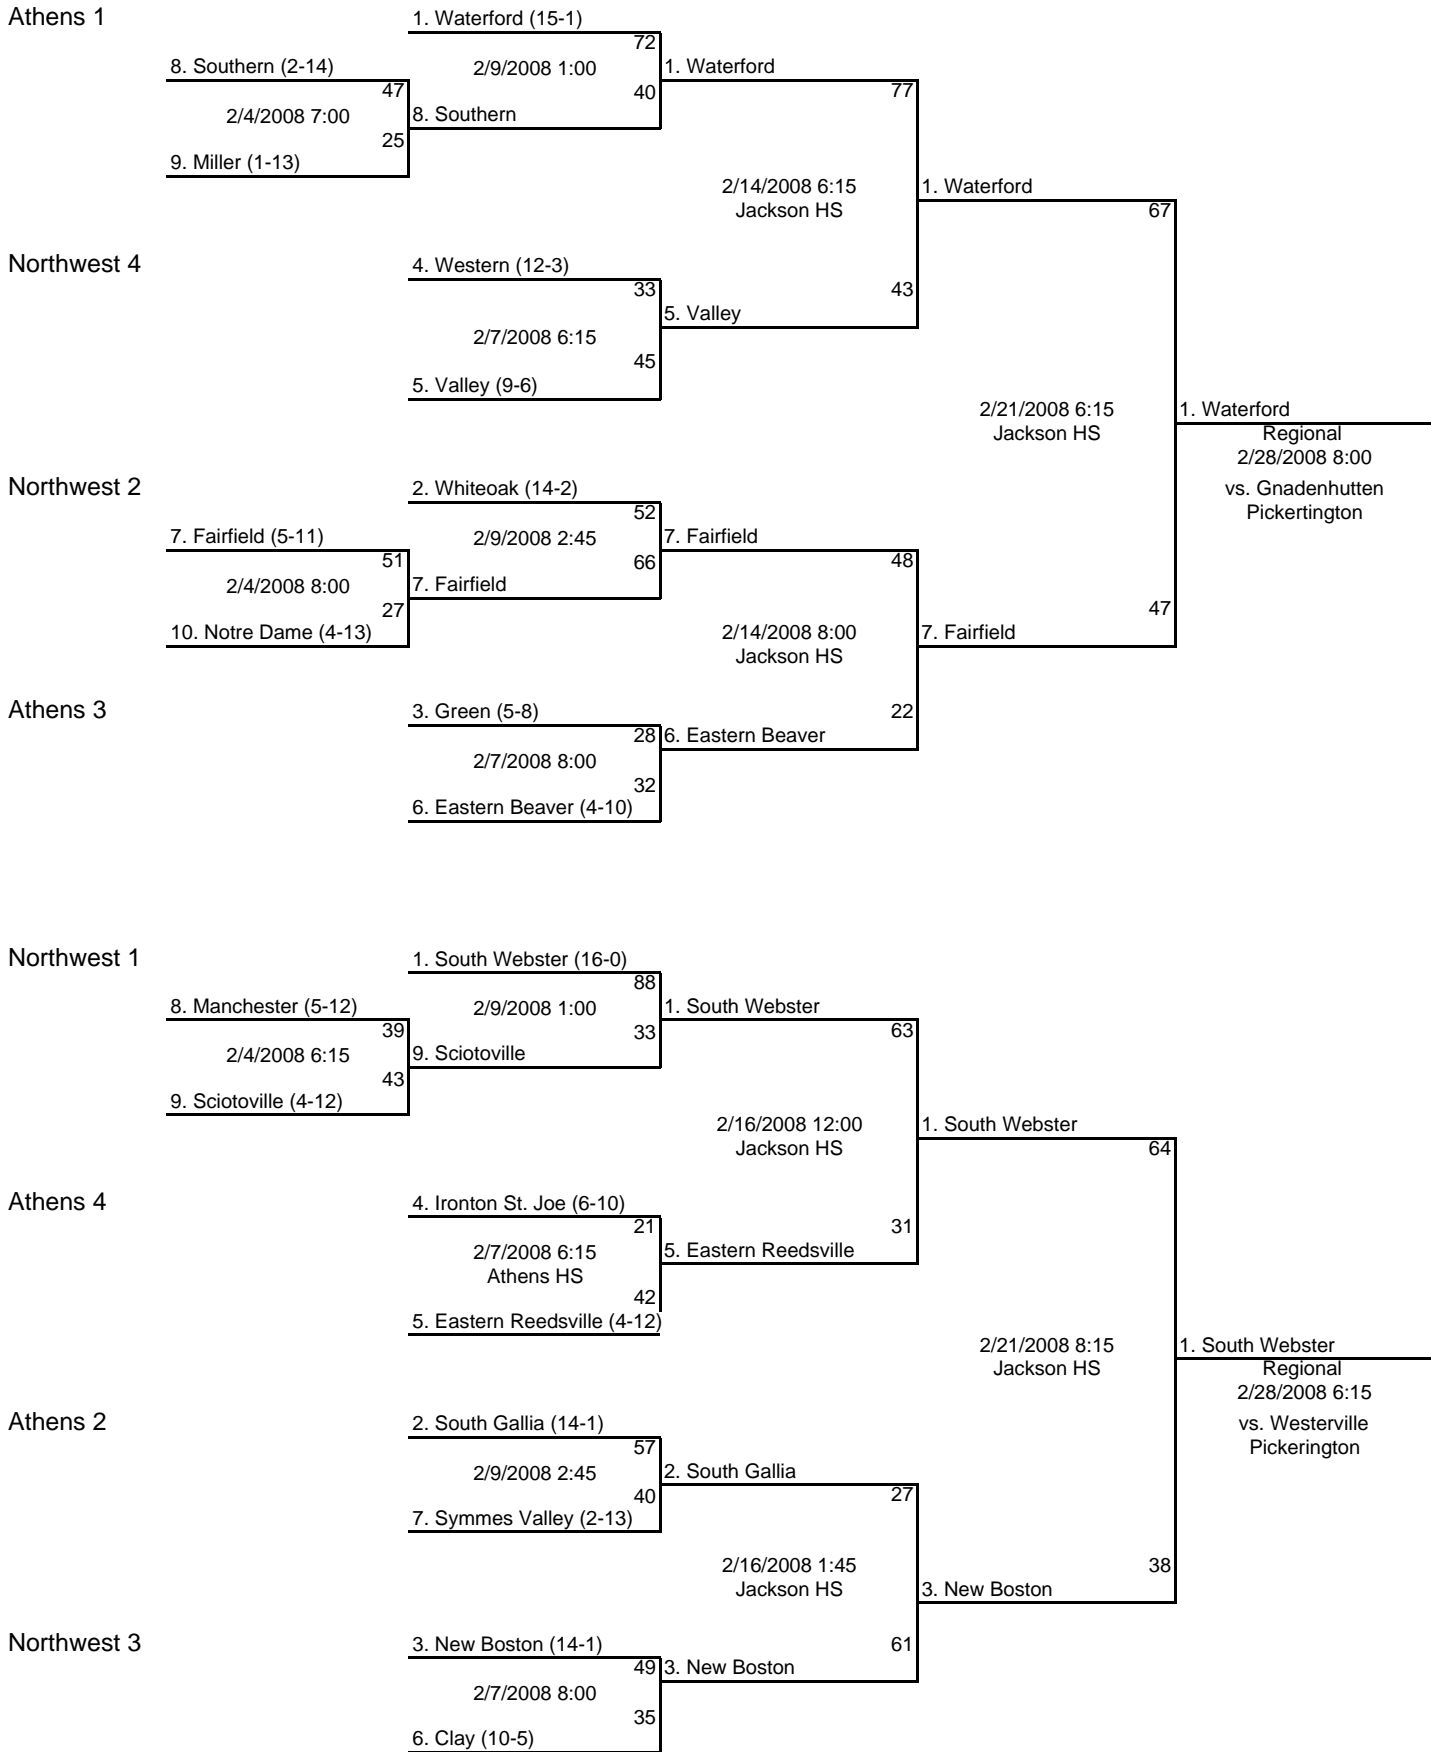 Athens 1
1. Waterford (15-1)
72
8. Southern (2-14)
2/9/2008 1:00
1. Waterford
47
40
77
2/4/2008 7:00
8. Southern
25
9. Miller (1-13)
2/14/2008 6:15
1. Waterford
Jackson HS
67
Northwest 4
4. Western (12-3)
33
43
5. Valley
2/7/2008 6:15
45
5. Valley (9-6)
2/21/2008 6:15
1. Waterford
Jackson HS
Regional
2/28/2008 8:00
Northwest 2
2. Whiteoak (14-2)
vs. Gnadenhutten
52
Pickertington
7. Fairfield (5-11)
2/9/2008 2:45
7. Fairfield
51
66
48
2/4/2008 8:00
7. Fairfield
27
47
10. Notre Dame (4-13)
2/14/2008 8:00
7. Fairfield
Jackson HS
Athens 3
3. Green (5-8)
22
28
6. Eastern Beaver
2/7/2008 8:00
32
6. Eastern Beaver (4-10)
Northwest 1
1. South Webster (16-0)
88
8. Manchester (5-12)
2/9/2008 1:00
1. South Webster
39
33
63
2/4/2008 6:15
9. Sciotoville
43
9. Sciotoville (4-12)
2/16/2008 12:00
1. South Webster
Jackson HS
64
Athens 4
4. Ironton St. Joe (6-10)
21
31
2/7/2008 6:15
5. Eastern Reedsville
Athens HS
42
5. Eastern Reedsville (4-12)
2/21/2008 8:15
1. South Webster
Jackson HS
Regional
2/28/2008 6:15
Athens 2
2. South Gallia (14-1)
vs. Westerville
57
Pickerington
2/9/2008 2:45
2. South Gallia
40
27
7. Symmes Valley (2-13)
2/16/2008 1:45
38
Jackson HS
3. New Boston
Northwest 3
3. New Boston (14-1)
61
49
3. New Boston
2/7/2008 8:00
35
6. Clay (10-5)